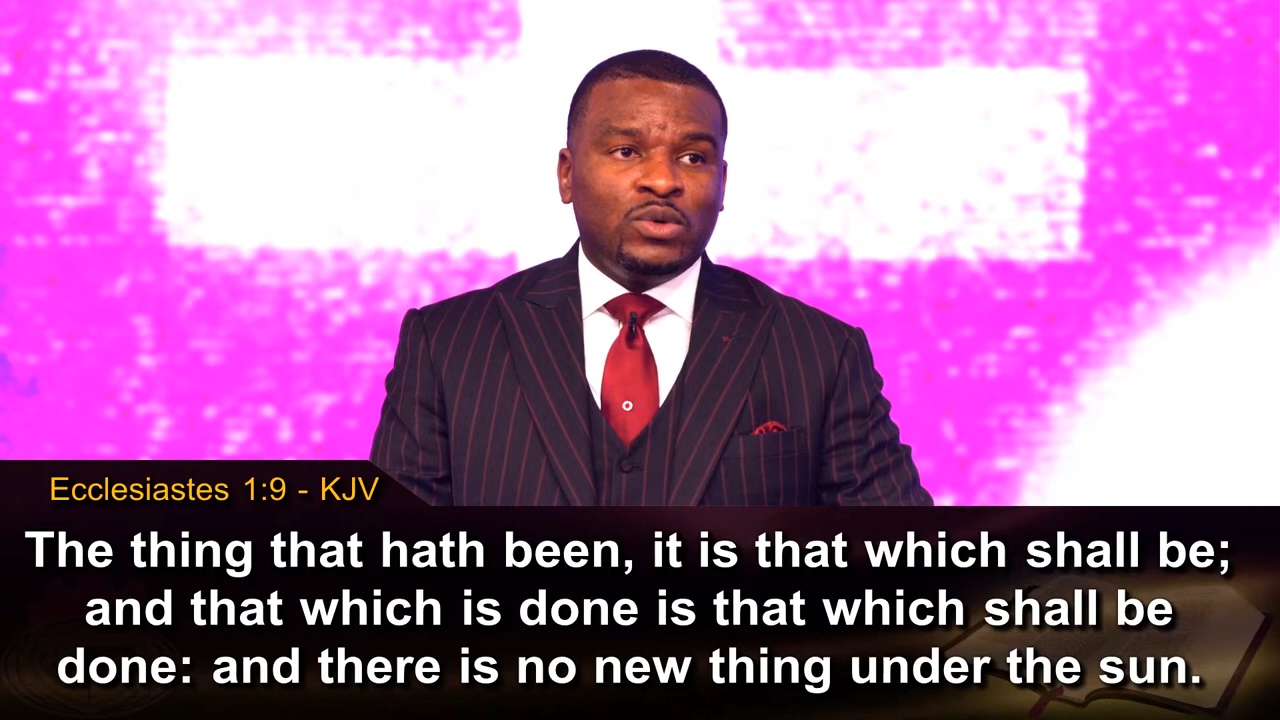 Ecclesiastes 1:9 - KJV
The thing that hath been, it is that which shall be;
and that which is done is that which shall be
done: and there is no new thing under the sun.